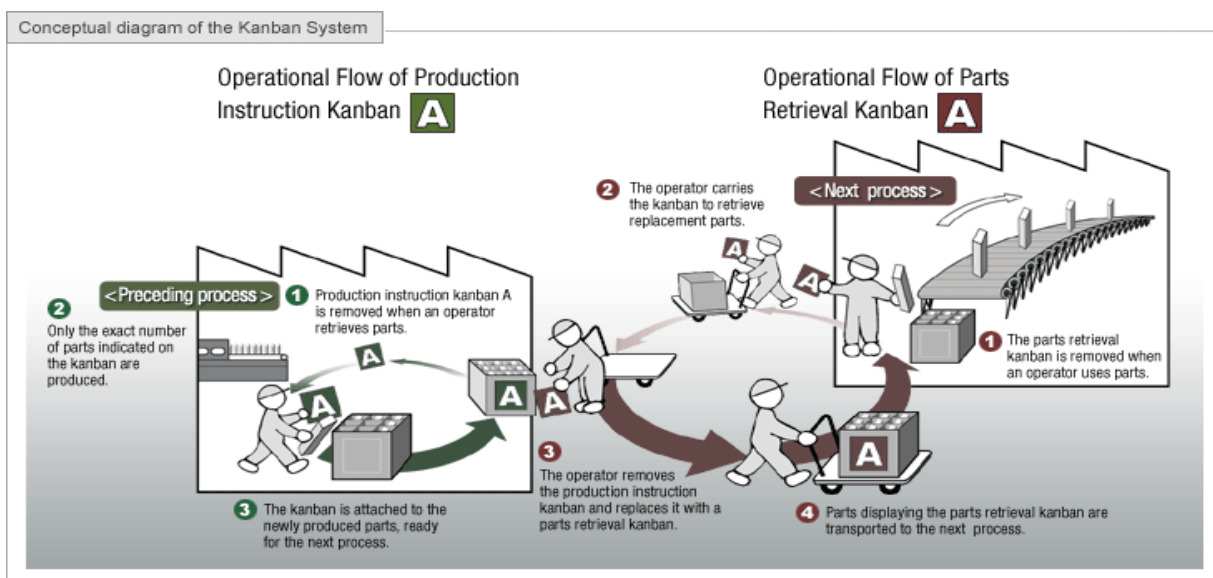 Conceptual diagram of the Kanban System
Operational Flow of Production
Instruction Kanban A
Operational Flow of Parts
Retrieval Kanban A
<Preceding process>
1 Production instruction kanban A
is removed when an operator
retrieves parts.
2
Only the exact number
of parts indicated on
the kanban are
produced.
A
A
A
A
3 The kanban is attached to the
newly produced parts, ready
for the next process.
<Next process>
1 The parts retrieval
kanban is removed when
an operator uses parts.
A
2 The operator carries
the kanban to retrieve
replacement parts.
A
3
The operator removes
the production instruction
kanban and replaces it with a
parts retrieval kanban.
A
4 Parts displaying the parts retrieval kanban are
transported to the next process.